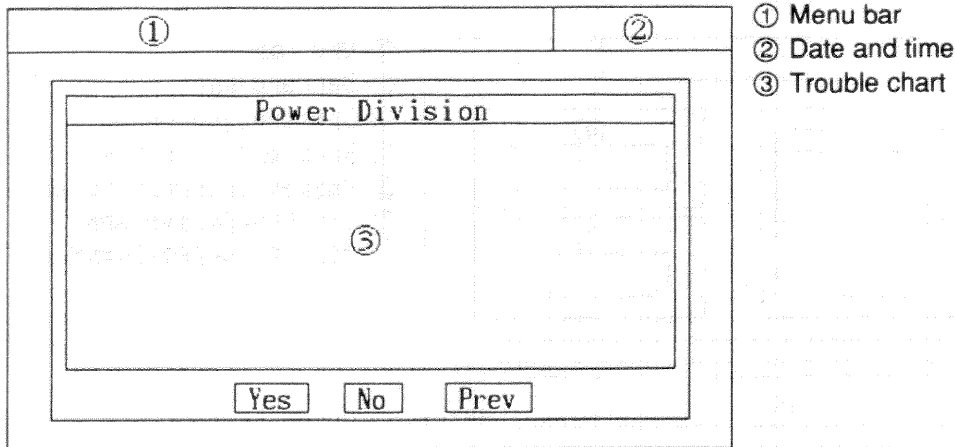 ①
②
Power Division
③
Yes No Prev
① Menu bar
② Date and time
③ Trouble chart